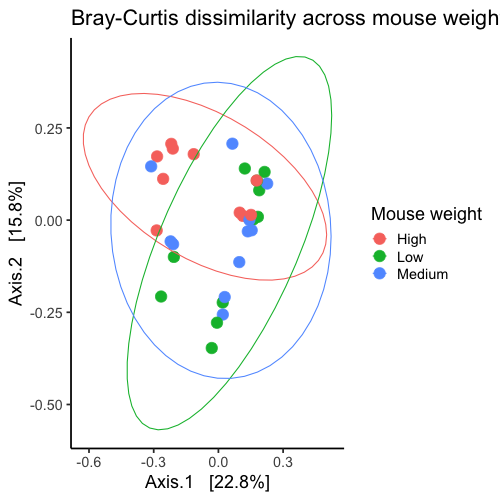 Bray-Curtis dissimilarity across mouse weigh
0.25
0.00
-0.25
-0.50
Axis.2 [15.8%]
-0.6 -0.3 0.0 0.3
Axis.1 [22.8%]
Mouse weight
High
Low
Medium